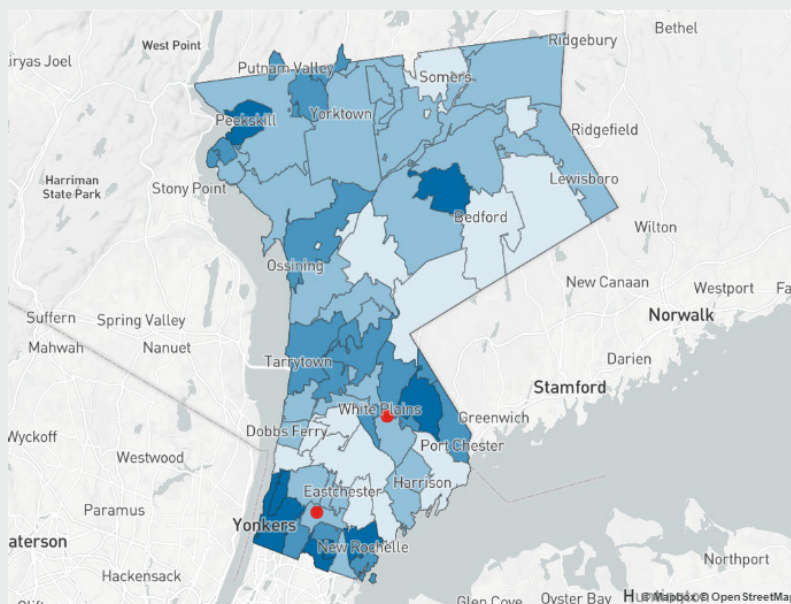 Bethel
Ridgebury
West Point
iryas Joel
Putnam Valley
Somers
Yorktown
Peekskill
Ridgefield
Harriman
State Park
Stony Point
Lewisboro
Bedford
Wilton
Ossining
New Canaan
Westport
Fa
Norwalk
Suffern
Spring Valley
Mahwah
Nanuet
Darien
Tarrytown
Stamford
White Plains
Greenwich
Dobbs Ferry
Wyckoff
Port Chester
Westwood
Harrison
Eastchester
Paramus
Yonkers
aterson
New Rochelle
Northport
Hackensack
Glen Cove
Oyster Bay
© Mapbox © OpenStreetMap